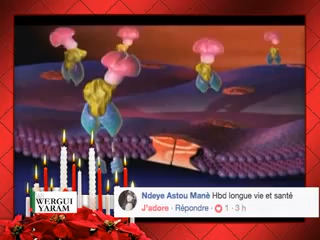 WERGUI
YARAM
Ndeye Astou Manè Hbd longue vie et santé
J'adore · Répondre · 1 · 3 h